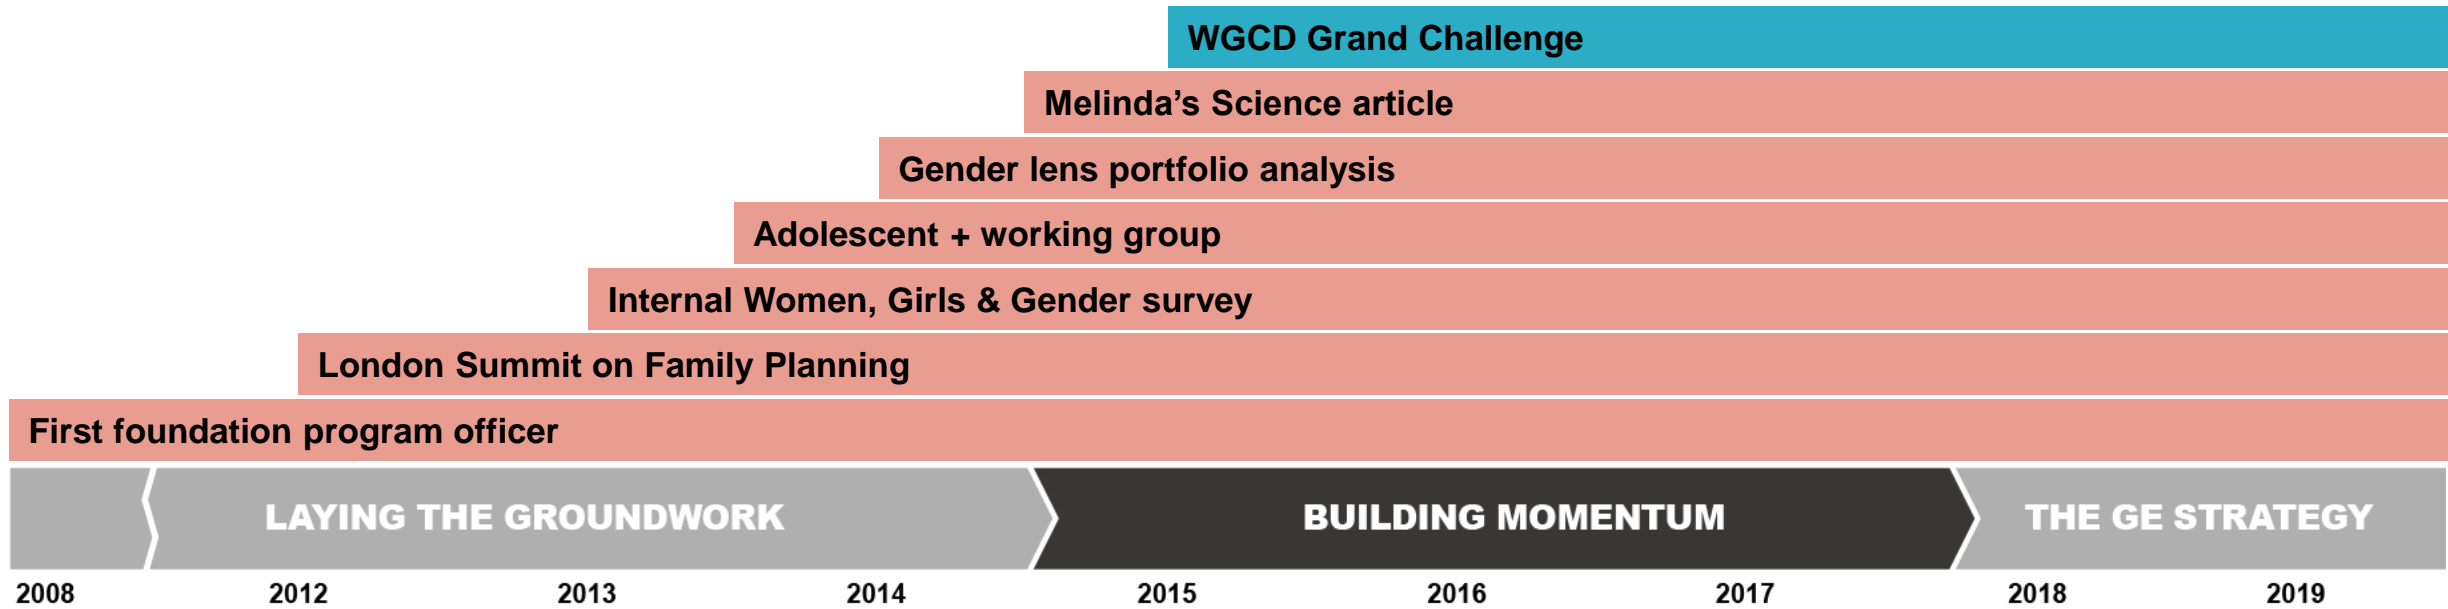 WGCD Grand Challenge
Melinda’s Science article
Gender lens portfolio analysis
Adolescent + working group
Internal Women, Girls & Gender survey
London Summit on Family Planning
First foundation program officer
LAYING THE GROUNDWORK
BUILDING MOMENTUM
THE GE STRATEGY
2008 2012 2013 2014 2015 2016 2017 2018 2019